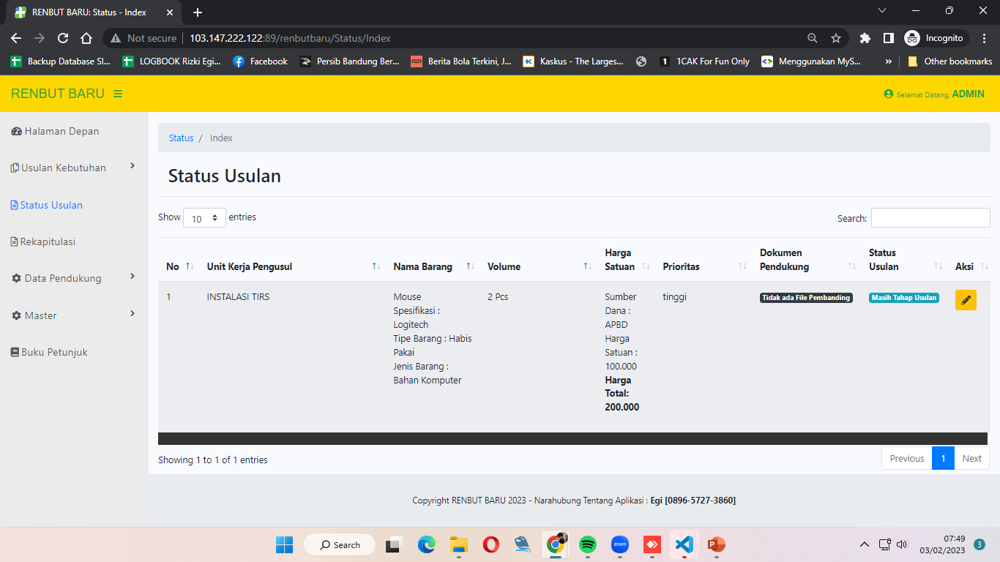 RENBUT BARU: Status - Index
Not secure 103.147.222.122:89/renbutbaru/Status/Index
Incognito
Backup Database SI... LOGBOOK Rizki Egi... Facebook Persib Bandung Ber... Berita Bola Terkini, J... Kaskus - The Larges... 1CAK For Fun Only Menggunakan MyS... » Other bookmarks
RENBUT BARU
Selamat Datang, ADMIN
Halaman Depan
Usulan Kebutuhan
Status Usulan
Rekapitulasi
Data Pendukung
Master
Buku Petunjuk
Status / Index
Status Usulan
Show 10 entries
Search:
No Unit Kerja Pengusul Nama Barang Volume Harga Satuan Prioritas Dokumen Pendukung Status Usulan Aksi
1 INSTALASI TIRS
Mouse
Spesifikasi :
Logitech
Tipe Barang : Habis
Pakai
Jenis Barang :
Bahan Komputer
2 Pcs
Sumber
Dana :
APBD
Harga
Satuan :
100.000
Harga
Total:
200.000
tinggi
Tidak ada File Pembanding
Masih Tahap Usulan
Showing 1 to 1 of 1 entries
Previous 1 Next
Copyright RENBUT BARU 2023 - Narahubung Tentang Aplikasi : Egi [0896-5727-3860]
Search
zoom
07:49
03/02/2023
3